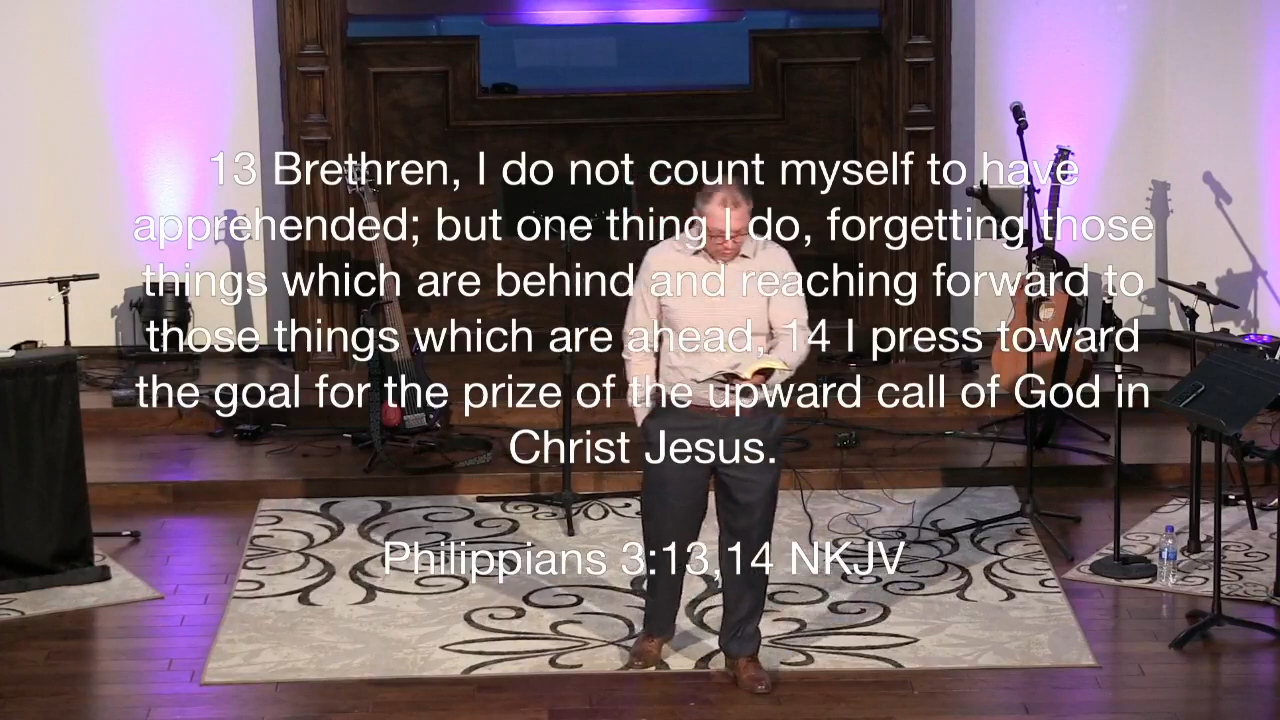 13 Brethren, I do not count myself to have
apprehended; but one thing I do, forgetting those
things which are behind and reaching forward to
those things which are ahead, 14 I press toward
the goal for the prize of the upward call of God in
Christ Jesus.
Philippians 3:13,14 NKJV